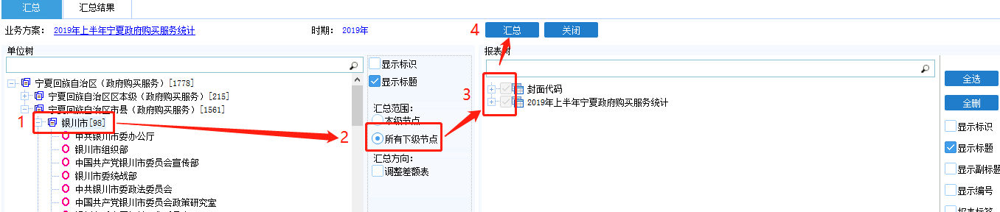 汇总 汇总结果
业务方案: 2019年上半年宁夏政府购买服务统计 时期: 2019年 4 汇总 关闭
单位树
宁夏回族自治区（政府购买服务）[1778]
宁夏回族自治区区本级（政府购买服务）[215]
宁夏回族自治区市县（政府购买服务）[1561]
1 银川市[98]
中共银川市委办公厅
银川市组织部
中国共产党银川市委员会宣传部
银川市委统战部
中共银川市委政法委员会
中国共产党银川市委员会政策研究室
显示标识
显示标题
汇总范围:
本级节点
2 所有下级节点
汇总方向:
调整差额表
报表树
3 封面代码
2019年上半年宁夏政府购买服务统计
全选
全删
显示标识
显示标题
显示副标题
显示编号
报表标签